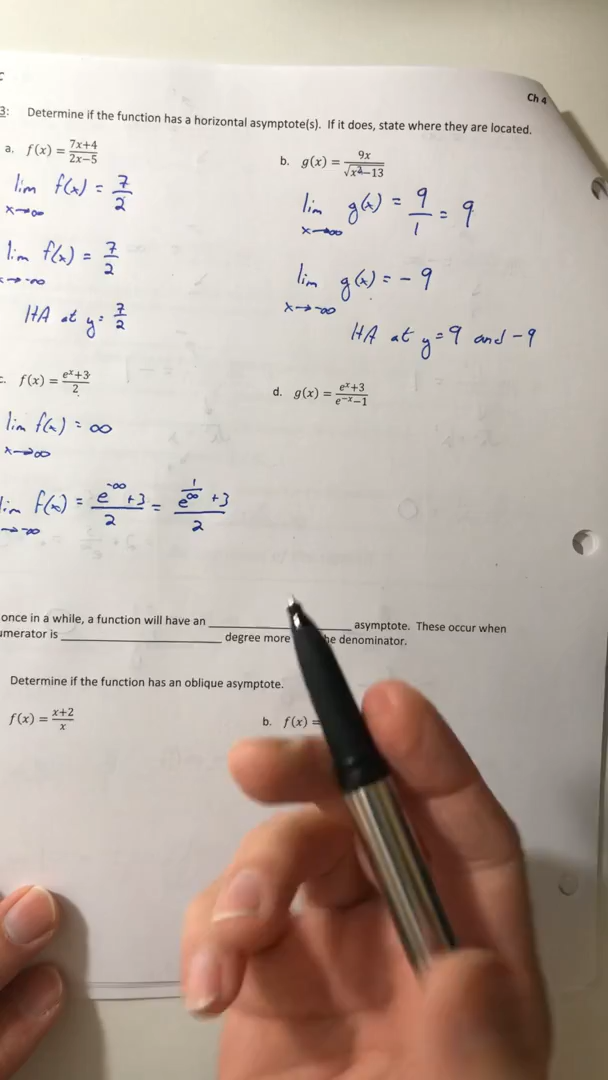 C
Ch 4
3: Determine if the function has a horizontal asymptote(s). If it does, state where they are located.
a. f(x) = 7x+4 / 2x−5
lim x→∞ f(x) = 7/2
lim x→-∞ f(x) = 7/2
HA at y= 7/2
b. g(x) = 9x / √x²−13
lim x→∞ g(x) = 9/1 = 9
lim x→-∞ g(x) = -9
HA at y=9 and -9
c. f(x) = eˣ+3 / 2
lim x→∞ f(x) = ∞
lim →-∞ f(x) = e^-∞ +3 / 2 = 1/e^∞ +3 / 2
d. g(x) = eˣ+3 / e⁻ˣ−1
once in a while, a function will have an ____ asymptote. These occur when
umerator is ____ degree more he denominator.
Determine if the function has an oblique asymptote.
f(x) = x+2 / x
b. f(x) =